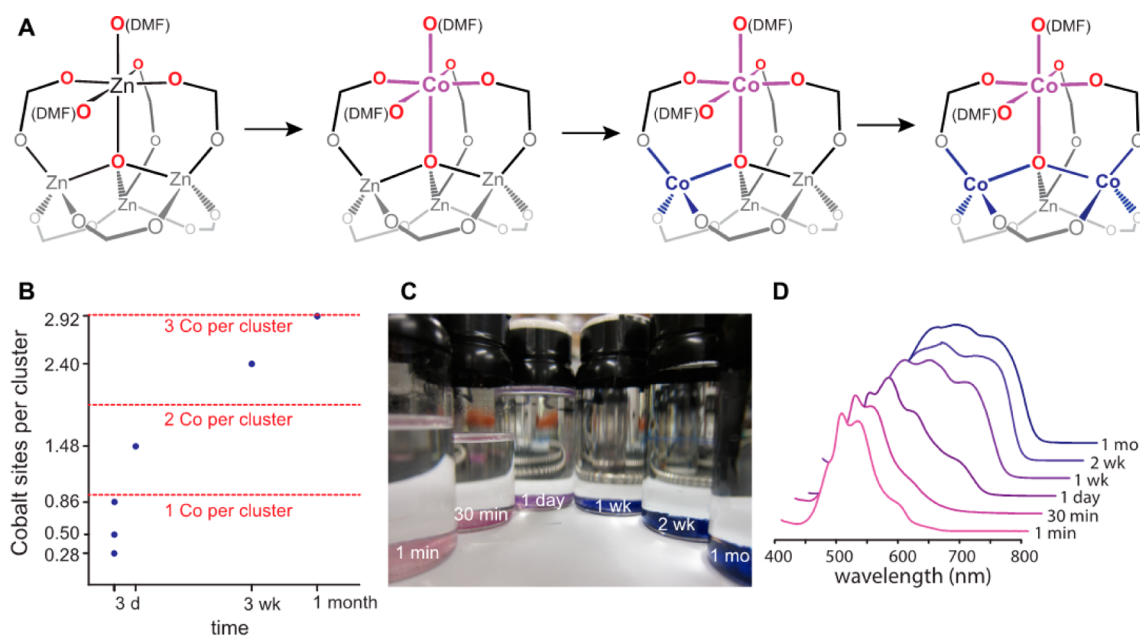 A
O(DMF)
O
Zn
O
O
(DMF)O
O
O
O
O
Zn
Zn
Zn
O
O
O
O
O(DMF)
O
Co
O
O
(DMF)O
O
O
O
O
Zn
Zn
Zn
O
O
O
O
O(DMF)
O
Co
O
O
(DMF)O
O
O
O
O
Co
Zn
Zn
O
O
O
O
O(DMF)
O
Co
O
O
(DMF)O
O
O
O
O
Co
Co
Zn
O
O
O
O
B
Cobalt sites per cluster
2.92
2.40
1.48
0.86
0.50
0.28
3 Co per cluster
2 Co per cluster
1 Co per cluster
3 d
3 wk
1 month
time
C
1 min
30 min
1 day
1 wk
2 wk
1 mo
D
1 mo
2 wk
1 wk
1 day
30 min
1 min
400 500 600 700 800
wavelength (nm)